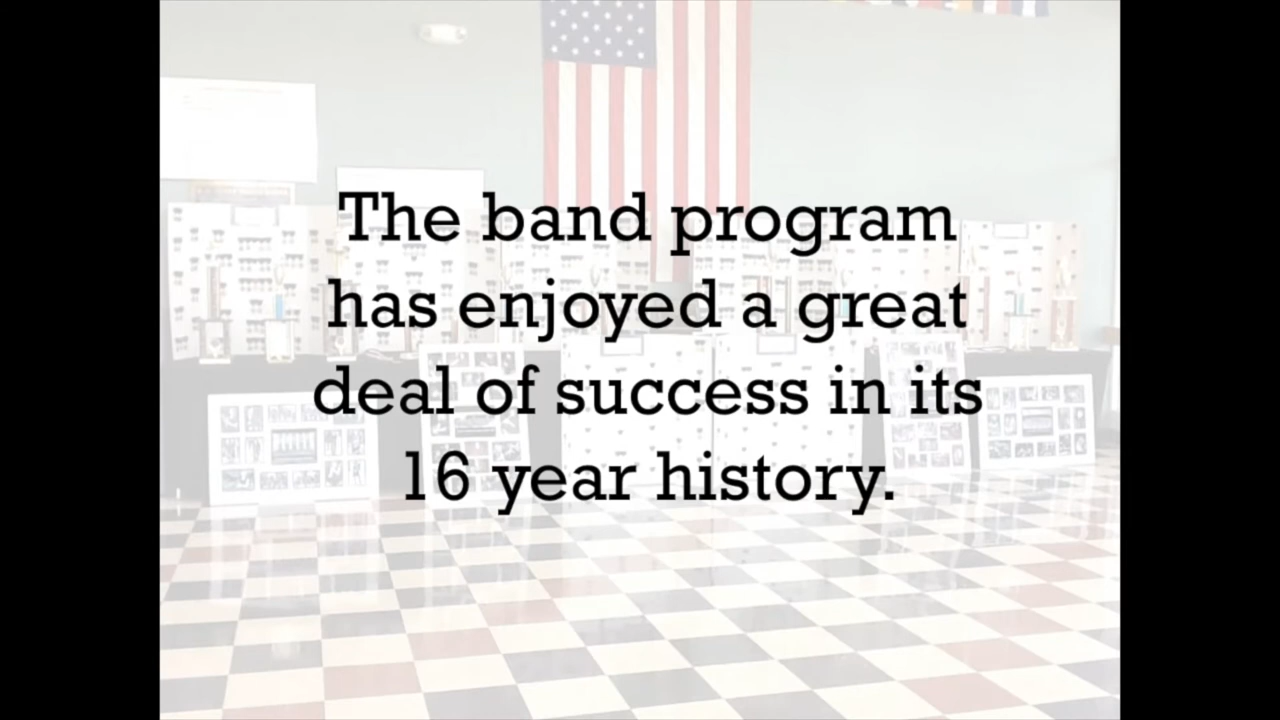 The band program
has enjoyed a great
deal of success in its
16 year history.